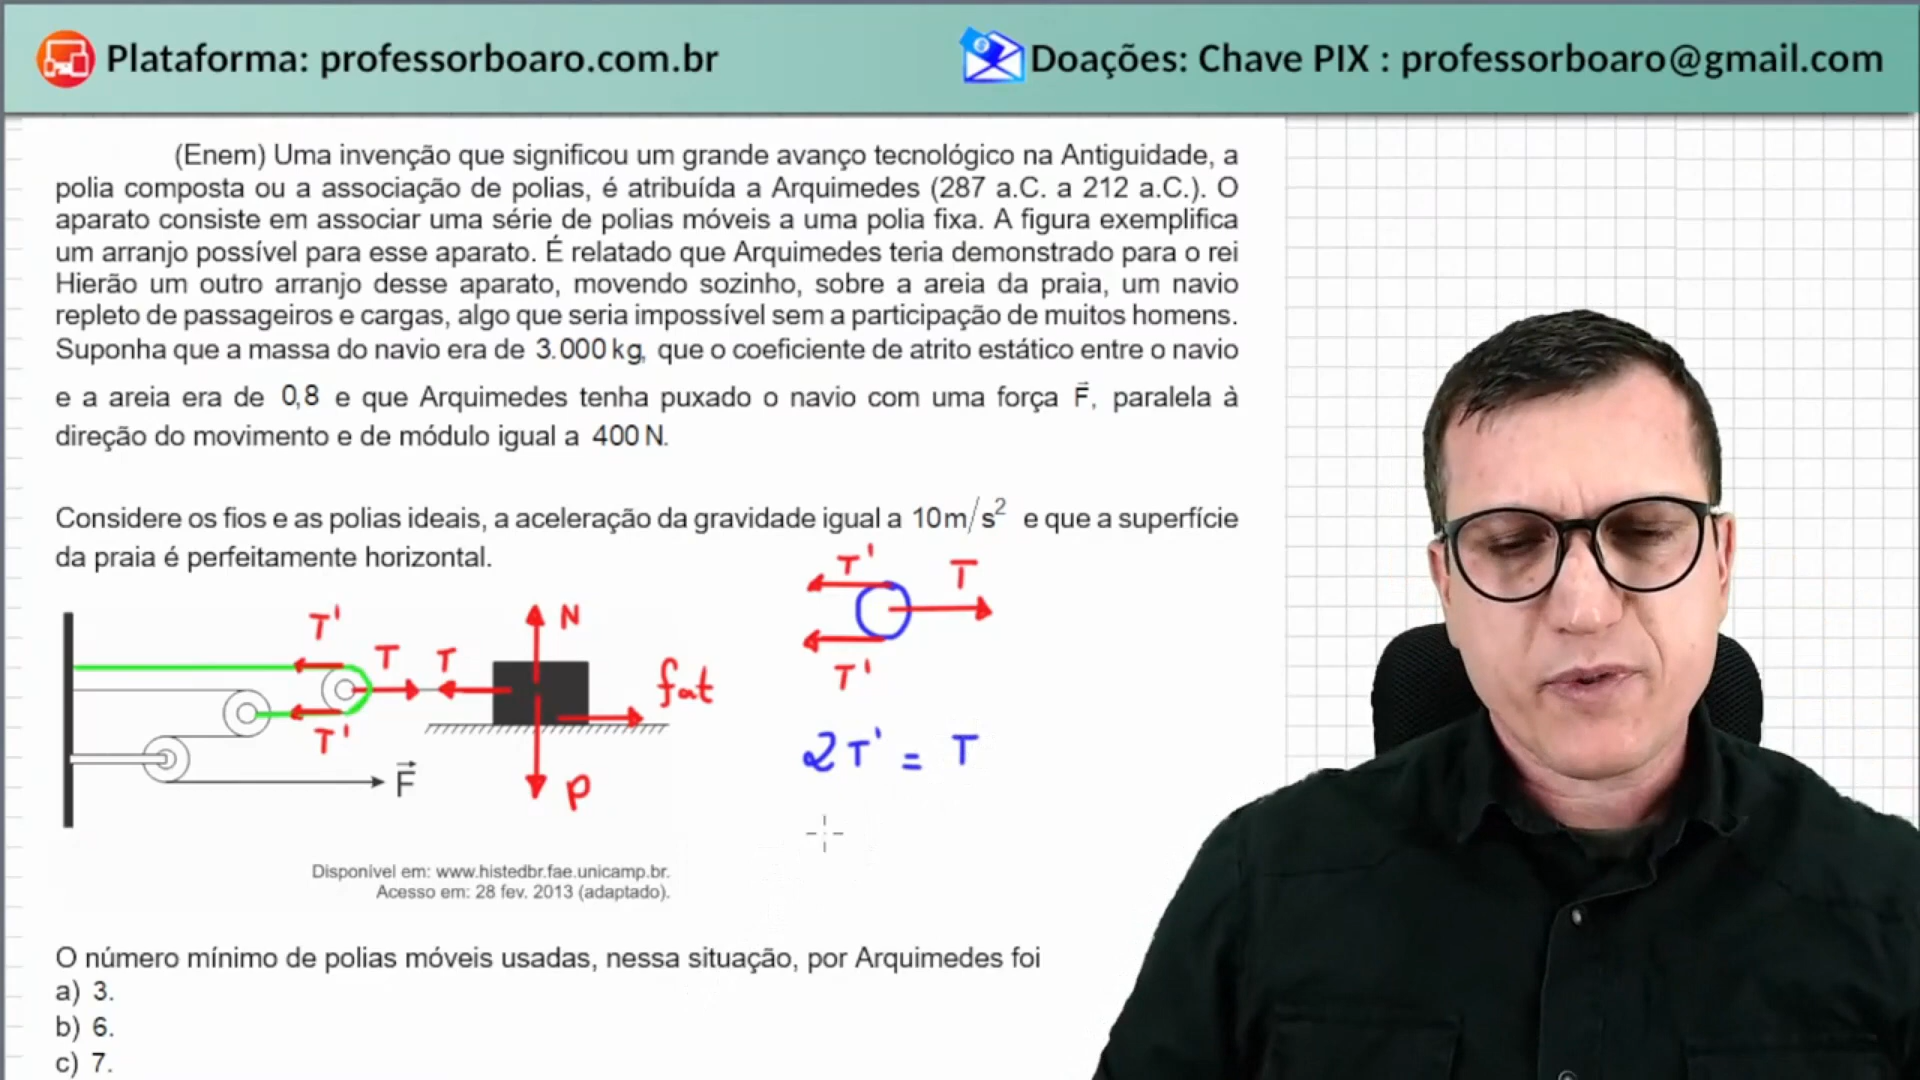 Plataforma: professorboaro.com.br
Doações: Chave PIX : professorboaro@gmail.com
(Enem) Uma invenção que significou um grande avanço tecnológico na Antiguidade, a
polia composta ou a associação de polias, é atribuída a Arquimedes (287 a.C. a 212 a.C.). O
aparato consiste em associar uma série de polias móveis a uma polia fixa. A figura exemplifica
um arranjo possível para esse aparato. É relatado que Arquimedes teria demonstrado para o rei
Hierão um outro arranjo desse aparato, movendo sozinho, sobre a areia da praia, um navio
repleto de passageiros e cargas, algo que seria impossível sem a participação de muitos homens.
Suponha que a massa do navio era de 3.000 kg, que o coeficiente de atrito estático entre o navio
e a areia era de 0,8 e que Arquimedes tenha puxado o navio com uma força F⃗, paralela à
direção do movimento e de módulo igual a 400 N.
Considere os fios e as polias ideais, a aceleração da gravidade igual a 10 m/s² e que a superfície
da praia é perfeitamente horizontal.
T' T
T' N
T T fat
T' T'
2T' = T
F⃗ P
Disponível em: www.histedbr.fae.unicamp.br.
Acesso em: 28 fev. 2013 (adaptado).
O número mínimo de polias móveis usadas, nessa situação, por Arquimedes foi
a) 3.
b) 6.
c) 7.